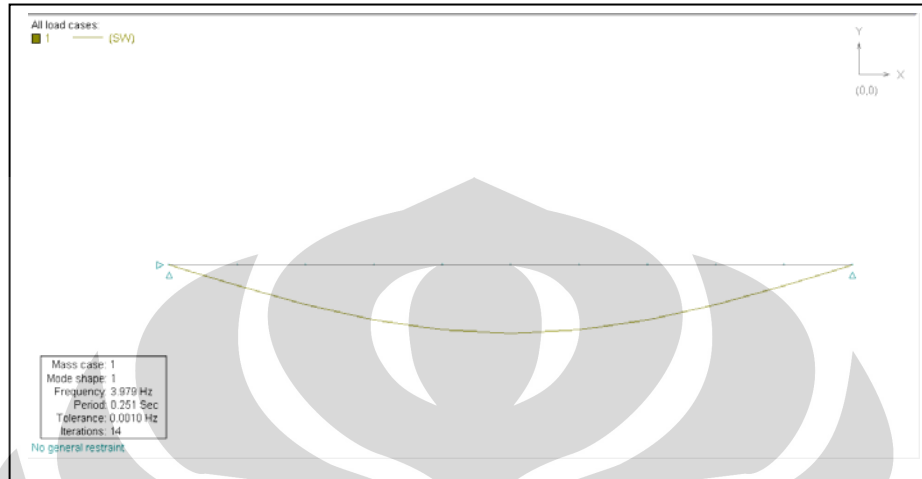 All load cases:
1 (SW)
Y
X
(0,0)
Mass case: 1
Mode shape: 1
Frequency: 3.979 Hz
Period: 0.251 Sec
Tolerance: 0.0010 Hz
Iterations: 14
No general restraint